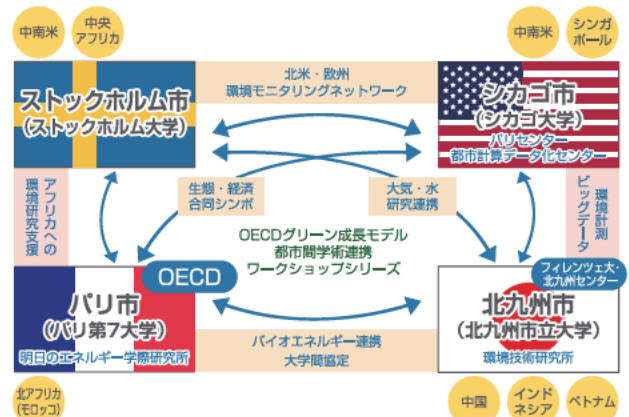 中南米
中央
アフリカ
中南米
シンガ
ポール
ストックホルム市
(ストックホルム大学)
北米・欧州
環境モニタリングネットワーク
シカゴ市
(シカゴ大学)
パリセンター
都市計算データ化センター
アフリカへの
環境研究支援
生態・経済
合同シンポ
大気・水
研究連携
環境計測
ビッグデータ
OECDグリーン成長モデル
都市間学術連携
ワークショップシリーズ
OECD
パリ市
(パリ第7大学)
明日のエネルギー学際研究所
フィレンツェ大・
北九州センター
北九州市
(北九州市立大学)
環境技術研究所
バイオエネルギー連携
大学間協定
北アフリカ
(モロッコ)
中国
インド
ネシア
ベトナム